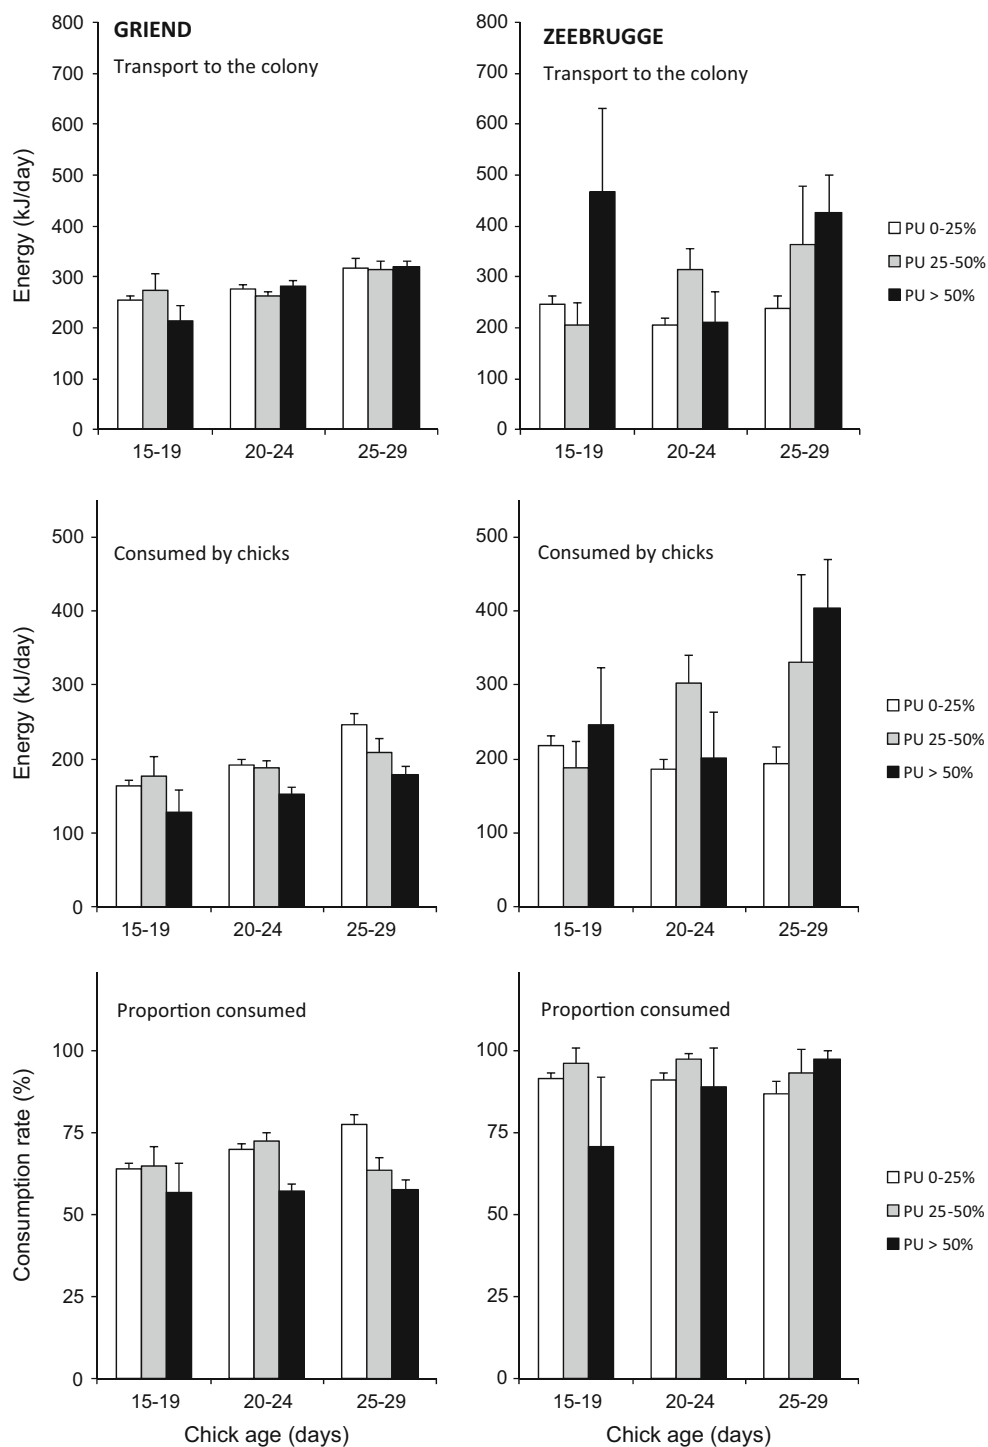 GRIEND
Transport to the colony
Energy (kJ/day)
800
700
600
500
400
300
200
100
0
15-19
20-24
25-29
ZEEBRUGGE
Transport to the colony
800
700
600
500
400
300
200
100
0
15-19
20-24
25-29
PU 0-25%
PU 25-50%
PU > 50%
Consumed by chicks
Energy (kJ/day)
500
400
300
200
100
0
15-19
20-24
25-29
Consumed by chicks
500
400
300
200
100
0
15-19
20-24
25-29
PU 0-25%
PU 25-50%
PU > 50%
Proportion consumed
Consumption rate (%)
100
75
50
25
0
15-19
20-24
25-29
Chick age (days)
Proportion consumed
100
75
50
25
0
15-19
20-24
25-29
Chick age (days)
PU 0-25%
PU 25-50%
PU > 50%